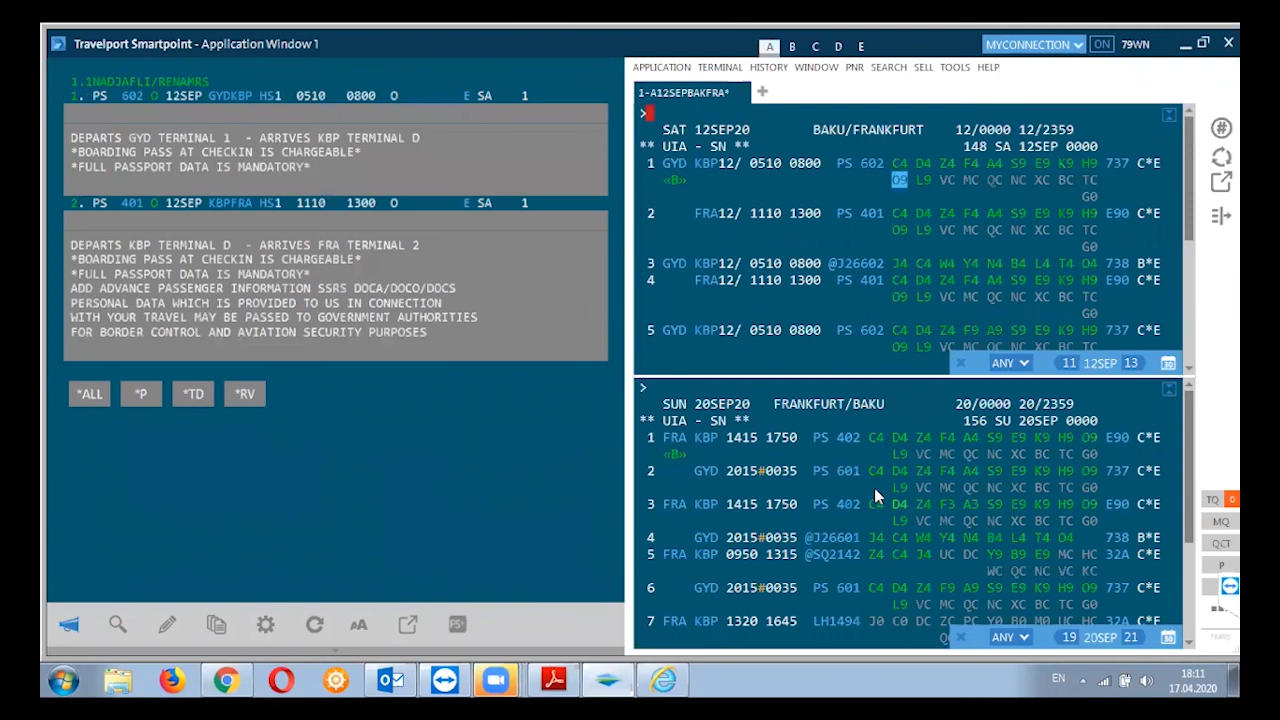 Travelport Smartpoint - Application Window 1
A B C D E
MYCONNECTION ON 79WN
APPLICATION TERMINAL HISTORY WINDOW PNR SEARCH SELL TOOLS HELP
1.1NADJAFLI/RENAMRS
1. PS 602 O 12SEP GYDKBP HS1 0510 0800 O E SA 1
DEPARTS GYD TERMINAL 1 - ARRIVES KBP TERMINAL D
*BOARDING PASS AT CHECKIN IS CHARGEABLE*
*FULL PASSPORT DATA IS MANDATORY*
2. PS 401 O 12SEP KBPFRA HS1 1110 1300 O E SA 1
DEPARTS KBP TERMINAL D - ARRIVES FRA TERMINAL 2
*BOARDING PASS AT CHECKIN IS CHARGEABLE*
*FULL PASSPORT DATA IS MANDATORY*
ADD ADVANCE PASSENGER INFORMATION SSRS DOCA/DOCO/DOCS
PERSONAL DATA WHICH IS PROVIDED TO US IN CONNECTION
WITH YOUR TRAVEL MAY BE PASSED TO GOVERNMENT AUTHORITIES
FOR BORDER CONTROL AND AVIATION SECURITY PURPOSES
*ALL *P *TD *RV
1-A12SEPBAKFRA*
>
SAT 12SEP20 BAKU/FRANKFURT 12/0000 12/2359
** UIA - SN ** 148 SA 12SEP 0000
1 GYD KBP12/ 0510 0800 PS 602 C4 D4 Z4 F4 A4 S9 E9 K9 H9 737 C*E
«B» O9 L9 VC MC QC NC XC BC TC
G0
2 FRA12/ 1110 1300 PS 401 C4 D4 Z4 F4 A4 S9 E9 K9 H9 E90 C*E
O9 L9 VC MC QC NC XC BC TC
G0
3 GYD KBP12/ 0510 0800 @J26602 J4 C4 W4 Y4 N4 B4 L4 T4 O4 738 B*E
4 FRA12/ 1110 1300 PS 401 C4 D4 Z4 F4 A4 S9 E9 K9 H9 E90 C*E
O9 L9 VC MC QC NC XC BC TC
G0
5 GYD KBP12/ 0510 0800 PS 602 C4 D4 Z4 F9 A9 S9 E9 K9 H9 737 C*E
O9 L9 VC MC QC NC XC BC TC
ANY 11 12SEP 13
>
SUN 20SEP20 FRANKFURT/BAKU 20/0000 20/2359
** UIA - SN ** 156 SU 20SEP 0000
1 FRA KBP 1415 1750 PS 402 C4 D4 Z4 F4 A4 S9 E9 K9 H9 O9 E90 C*E
«B» L9 VC MC QC NC XC BC TC G0
2 GYD 2015#0035 PS 601 C4 D4 Z4 F4 A4 S9 E9 K9 H9 O9 737 C*E
L9 VC MC QC NC XC BC TC G0
3 FRA KBP 1415 1750 PS 402 C4 D4 Z4 F3 A3 S9 E9 K9 H9 O9 E90 C*E
L9 VC MC QC NC XC BC TC G0
4 GYD 2015#0035 @J26601 J4 C4 W4 Y4 N4 B4 L4 T4 O4 738 B*E
5 FRA KBP 0950 1315 @SQ2142 Z4 C4 J4 UC DC Y9 B9 E9 MC HC 32A C*E
WC QC NC VC KC
6 GYD 2015#0035 PS 601 C4 D4 Z4 F9 A9 S9 E9 K9 H9 O9 737 C*E
L9 VC MC QC NC XC BC TC G0
7 FRA KBP 1320 1645 LH1494 J0 C0 DC ZC PC Y0 B0 M0 UC HC 32A C*E
ANY 19 20SEP 21
TQ 0
MQ
QCT
P
ready
EN
18:11
17.04.2020